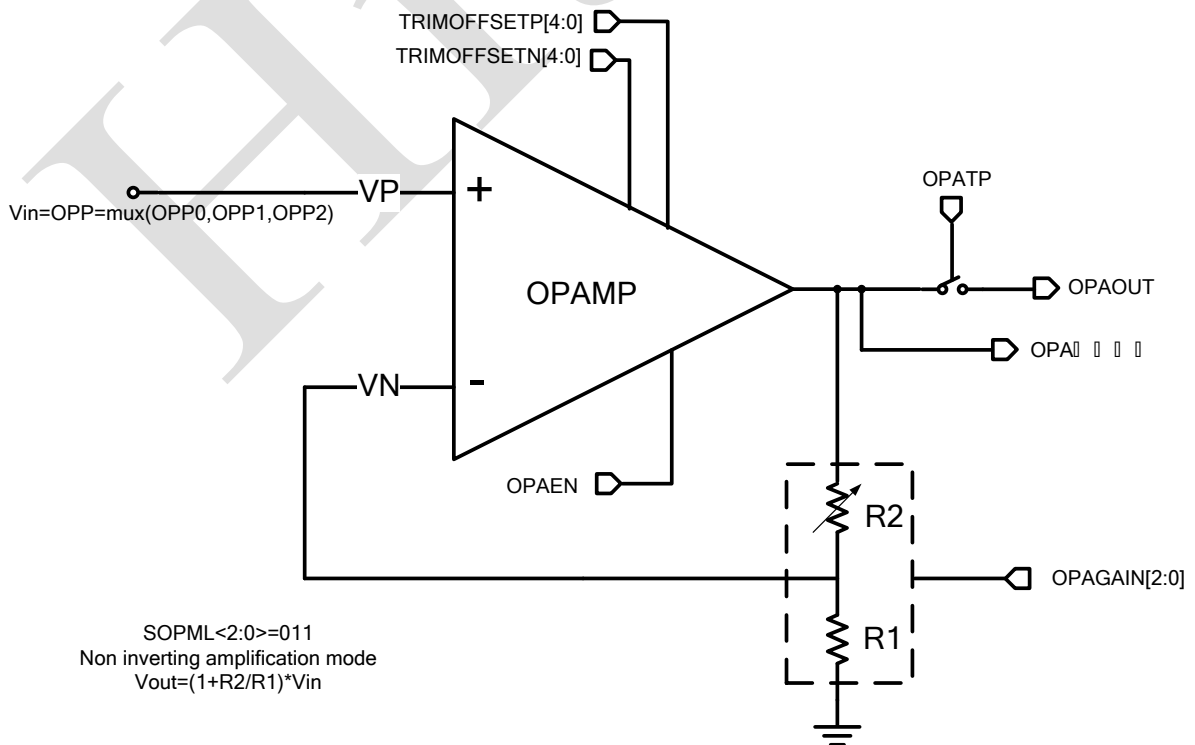 TRIMOFFSETP[4:0]
TRIMOFFSETN[4:0]
OPATP
VP
+
Vin=OPP=mux(OPP0,OPP1,OPP2)
OPAMP
OPAOUT
OPA
VN
-
OPAEN
R2
OPAGAIN[2:0]
R1
SOPML<2:0>=011
Non inverting amplification mode
Vout=(1+R2/R1)*Vin